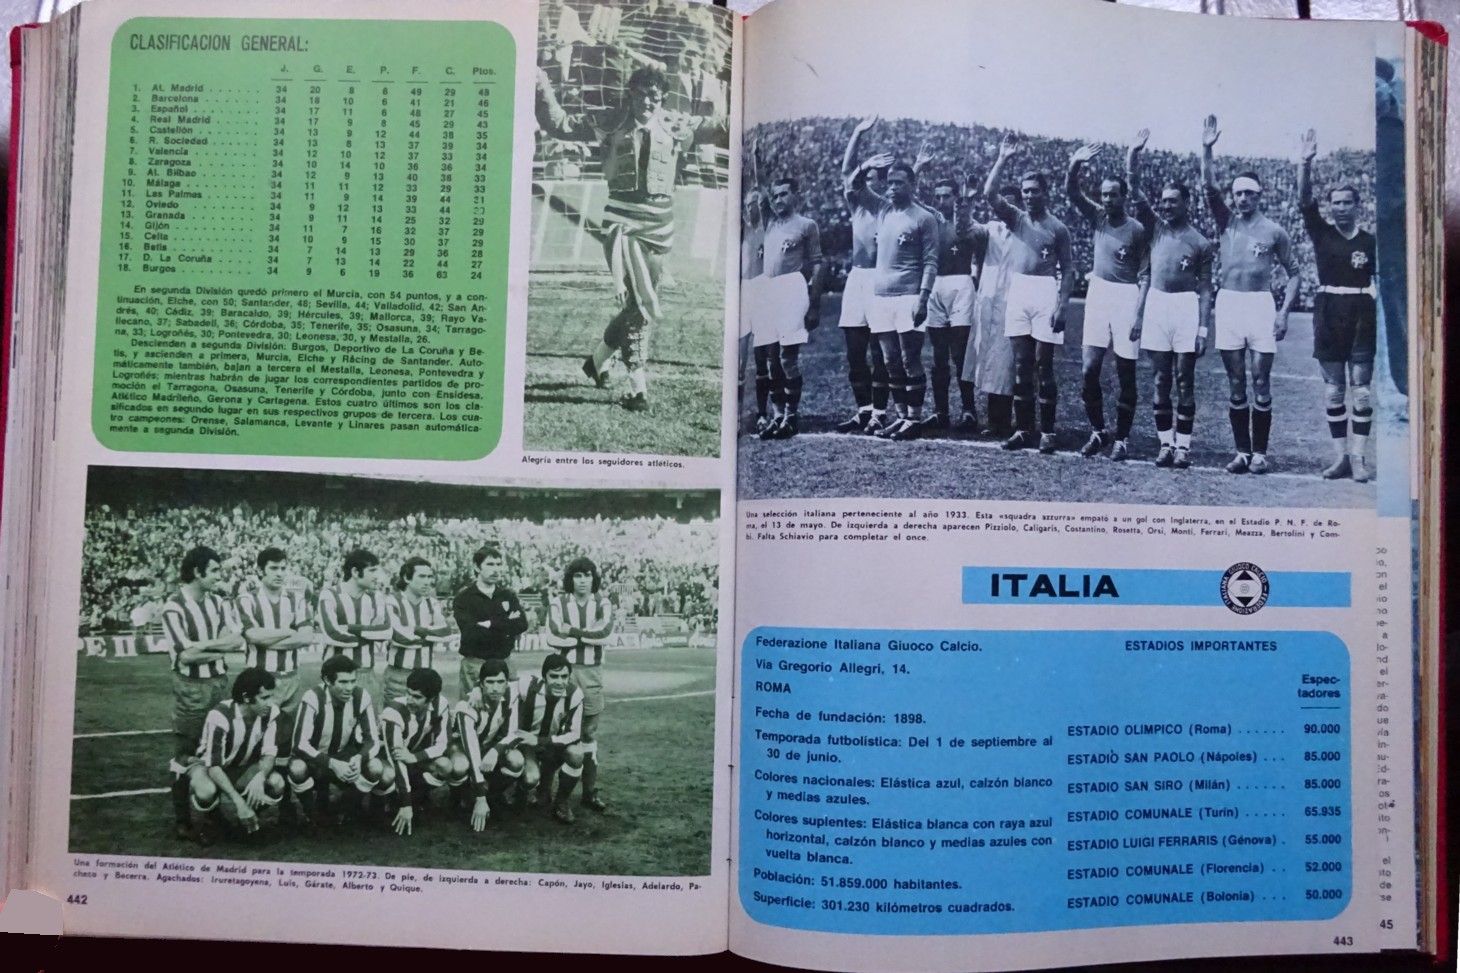 CLASIFICACION GENERAL:
J. G. E. P. F. C. Ptos.
1. At. Madrid . . . . . . 34 20 8 6 49 29 48
2. Barcelona . . . . . . 34 18 10 6 41 21 46
3. Español . . . . . . . . 34 17 11 6 48 27 45
4. Real Madrid . . . . . 34 17 9 8 45 29 43
5. Castellón . . . . . . . 34 13 9 12 44 38 35
6. R. Sociedad . . . . . 34 13 8 13 37 39 34
7. Valencia . . . . . . . 34 12 10 12 37 33 34
8. Zaragoza . . . . . . . 34 10 14 10 36 36 34
9. At. Bilbao . . . . . . 34 12 9 13 40 38 33
10. Málaga . . . . . . . . 34 11 11 12 33 29 33
11. Las Palmas . . . . . . 34 11 9 14 39 44 31
12. Oviedo . . . . . . . . 34 9 12 13 33 44
13. Granada . . . . . . . 34 9 11 14 25 32 29
14. Gijón . . . . . . . . . 34 11 7 16 32 37 29
15. Celta . . . . . . . . . 34 10 9 15 30 37 29
16. Betis . . . . . . . . . 34 7 14 13 29 36 28
17. D. La Coruña . . . . 34 7 13 14 22 44 27
18. Burgos . . . . . . . . 34 9 6 19 36 63 24
En segunda División quedó primero el Murcia, con 54 puntos, y a con-
tinuación, Elche, con 50; Santander, 48; Sevilla, 44; Valladolid, 42; San An-
drés, 40; Cádiz, 39; Baracaldo, 39; Hércules, 39; Mallorca, 39; Rayo Va-
llecano, 37; Sabadell, 36; Córdoba, 35; Tenerife, 35; Osasuna, 34; Tarrago-
na, 33; Logroñés, 30; Pontevedra, 30; Leonesa, 30, y Mestalla, 26.
Descienden a segunda División: Burgos, Deportivo de La Coruña y Be-
tis, y ascienden a primera, Murcia, Elche y Rácing de Santander. Auto-
máticamente también, bajan a tercera el Mestalla, Leonesa, Pontevedra y
Logroñés; mientras habrán de jugar los correspondientes partidos de pro-
moción el Tarragona, Osasuna, Tenerife y Córdoba, junto con Ensidesa,
Atlético Madrileño, Gerona y Cartagena. Estos cuatro últimos son los cla-
sificados en segundo lugar en sus respectivos grupos de tercera. Los cua-
tro campeones: Orense, Salamanca, Levante y Linares pasan automática-
mente a segunda División.
Alegría entre los seguidores atléticos.
Una formación del Atlético de Madrid para la temporada 1972-73. De pie, de izquierda a derecha: Capón, Jayo, Iglesias, Adelardo, Pa-
checo y Becerra. Agachados: Iruretagoyena, Luis, Gárate, Alberto y Quique.
442
Una selección italiana perteneciente al año 1933. Esta «squadra azzurra» empató a un gol con Inglaterra, en el Estadio P. N. F. de Ro-
ma, el 13 de mayo. De izquierda a derecha aparecen Pizziolo, Caligaris, Costantino, Rosetta, Orsi, Monti, Ferrari, Meazza, Bertolini y Com-
bi. Falta Schiavio para completar el once.
ITALIA
FEDERAZIONE ITALIANA GIUOCO CALCIO
Federazione Italiana Giuoco Calcio.
Via Gregorio Allegri, 14.
ROMA
Fecha de fundación: 1898.
Temporada futbolística: Del 1 de septiembre al
30 de junio.
Colores nacionales: Elástica azul, calzón blanco
y medias azules.
Colores suplentes: Elástica blanca con raya azul
horizontal, calzón blanco y medias azules con
vuelta blanca.
Población: 51.859.000 habitantes.
Superficie: 301.230 kilómetros cuadrados.
ESTADIOS IMPORTANTES
Espec-
tadores
ESTADIO OLIMPICO (Roma) . . . . . . 90.000
ESTADIO SAN PAOLO (Nápoles) . . . 85.000
ESTADIO SAN SIRO (Milán) . . . . . . 85.000
ESTADIO COMUNALE (Turín) . . . . . 65.935
ESTADIO LUIGI FERRARIS (Génova) . 55.000
ESTADIO COMUNALE (Florencia) . . . 52.000
ESTADIO COMUNALE (Bolonia) . . . 50.000
443
45